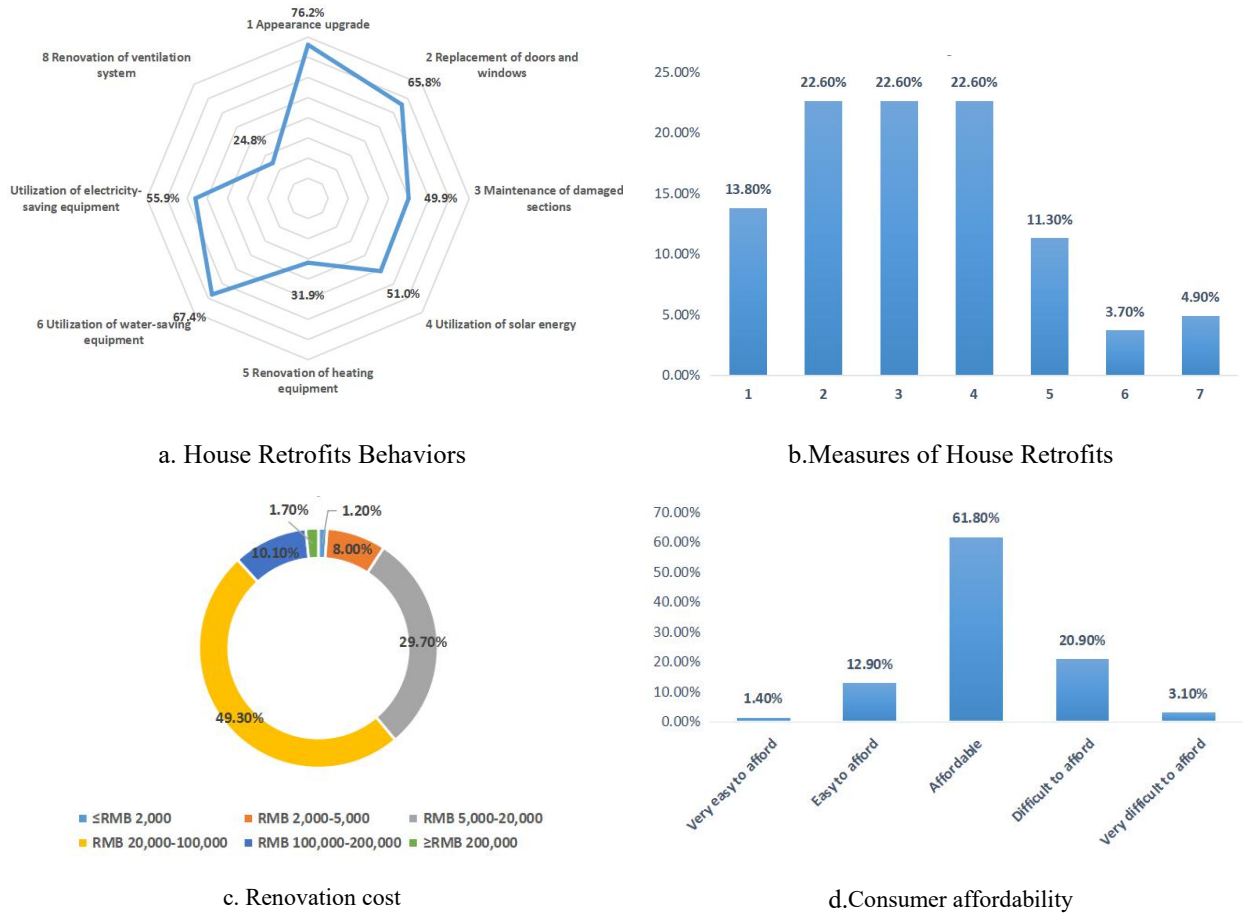 76.2%
1 Appearance upgrade
8 Renovation of ventilation
system
2 Replacement of doors and
windows
65.8%
24.8%
Utilization of electricity-
saving equipment
55.9%
49.9%
3 Maintenance of damaged
sections
31.9%
51.0%
67.4%
6 Utilization of water-saving
equipment
4 Utilization of solar energy
5 Renovation of heating
equipment
a. House Retrofits Behaviors
25.00%
20.00%
15.00%
10.00%
5.00%
0.00%
13.80%
22.60%
22.60%
22.60%
11.30%
3.70%
4.90%
1
2
3
4
5
6
7
b.Measures of House Retrofits
1.70%
1.20%
10.10%
8.00%
29.70%
49.30%
≤RMB 2,000
RMB 2,000-5,000
RMB 5,000-20,000
RMB 20,000-100,000
RMB 100,000-200,000
≥RMB 200,000
c. Renovation cost
70.00%
60.00%
50.00%
40.00%
30.00%
20.00%
10.00%
0.00%
1.40%
12.90%
61.80%
20.90%
3.10%
Very easy to afford
Easy to afford
Affordable
Difficult to afford
Very difficult to afford
d.Consumer affordability